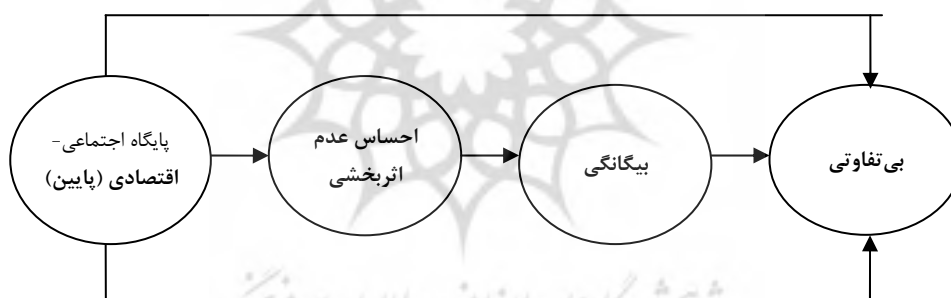 پایگاه اجتماعی-
اقتصادی (پایین)
احساس عدم
اثربخشی
بیگانگی
بی‌تفاوتی